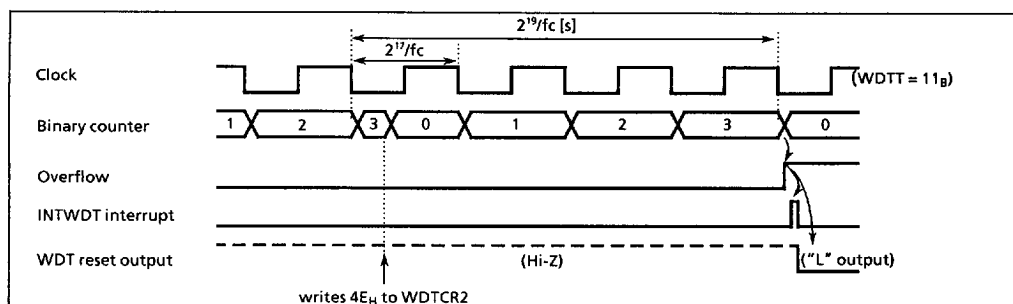 2¹⁹/fc [s]
2¹⁷/fc
Clock
(WDTT = 11B)
Binary counter
1 2 3 0 1 2 3 0
Overflow
INTWDT interrupt
WDT reset output
(Hi-Z)
("L" output)
writes 4EH to WDTCR2